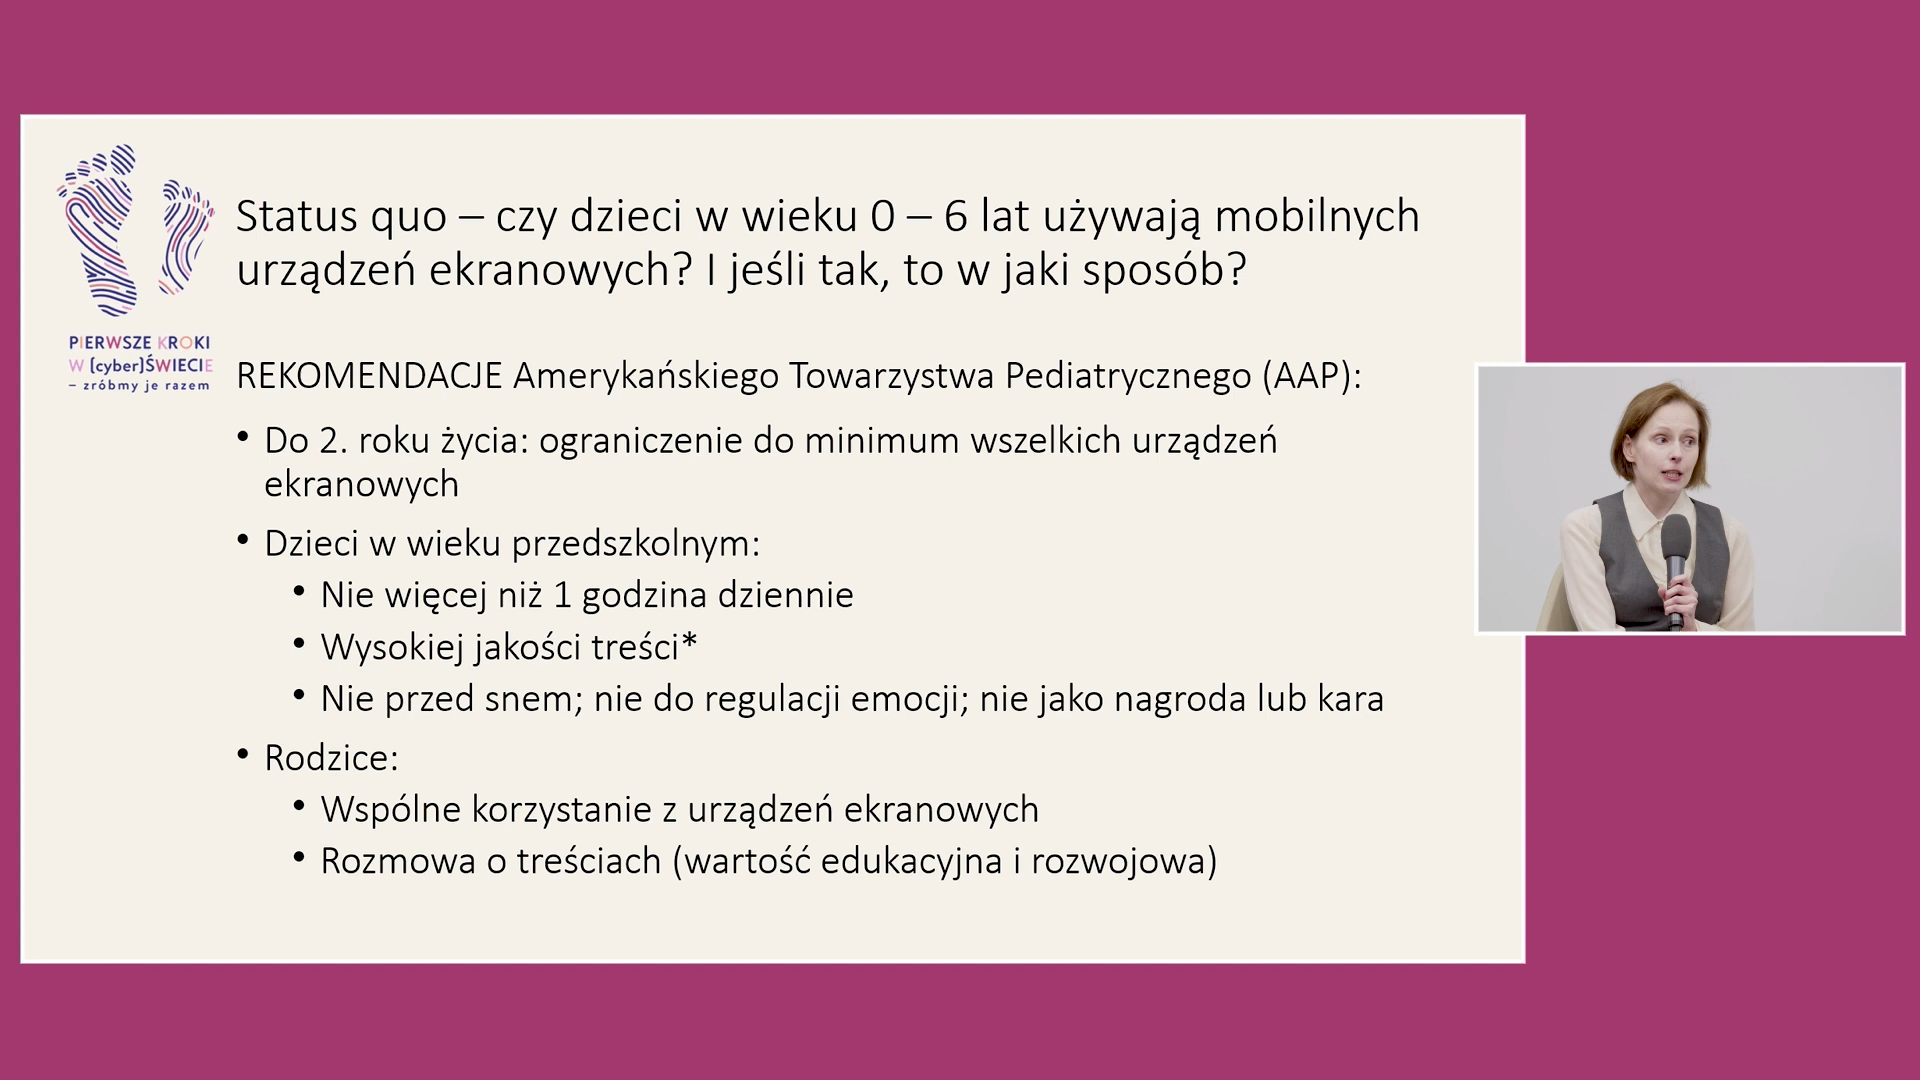 Status quo – czy dzieci w wieku 0 – 6 lat używają mobilnych
urządzeń ekranowych? I jeśli tak, to w jaki sposób?
PIERWSZE KROKI
W [cyber]ŚWIECIE
– zróbmy je razem
REKOMENDACJE Amerykańskiego Towarzystwa Pediatrycznego (AAP):
• Do 2. roku życia: ograniczenie do minimum wszelkich urządzeń
ekranowych
• Dzieci w wieku przedszkolnym:
• Nie więcej niż 1 godzina dziennie
• Wysokiej jakości treści*
• Nie przed snem; nie do regulacji emocji; nie jako nagroda lub kara
• Rodzice:
• Wspólne korzystanie z urządzeń ekranowych
• Rozmowa o treściach (wartość edukacyjna i rozwojowa)